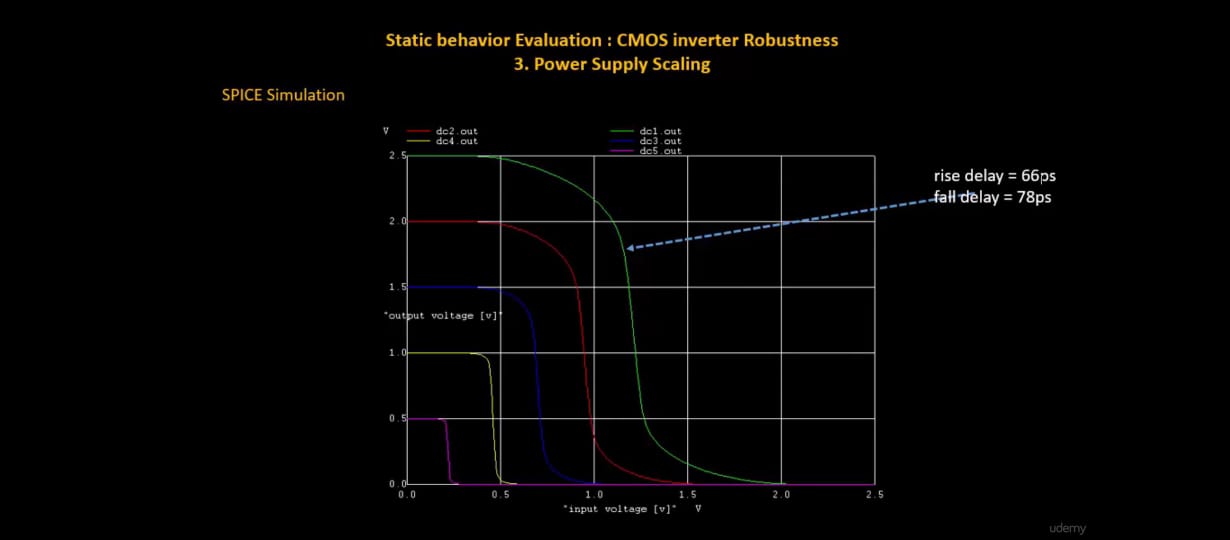 Static behavior Evaluation : CMOS inverter Robustness
3. Power Supply Scaling
SPICE Simulation
V
dc2.out
dc1.out
dc4.out
dc3.out
dc5.out
2.5
rise delay = 66ps
fall delay = 78ps
2.0
1.5
"output voltage [v]"
1.0
0.5
0.0
0.0 0.5 1.0 1.5 2.0 2.5
"input voltage [v]" V
udemy